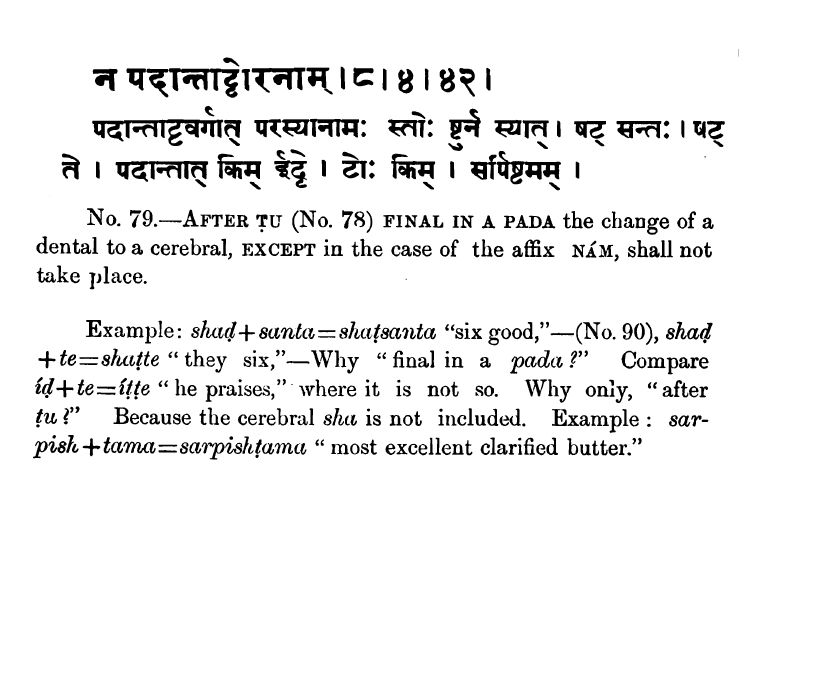 न पदान्ताट्टोरनाम् । ८ । ४ । ४२ ।
पदान्ताट्टवर्गात् परस्यानामः स्तोः ष्टुर्न स्यात् । षट् सन्तः । षट्
ते । पदान्तात् किम् ईट्टे । टोः किम् । सर्पिष्टमम् ।
No. 79.—AFTER ṬU (No. 78) FINAL IN A PADA the change of a
dental to a cerebral, EXCEPT in the case of the affix NÁM, shall not
take place.
Example: shaḍ+santa=shaṭsanta “six good,”—(No. 90), shaḍ
+te=shaṭte “ they six,”—Why “final in a pada?” Compare
íḍ+te=íṭṭe “he praises,” where it is not so. Why only, “after
ṭu?” Because the cerebral sha is not included. Example: sar-
pish+tama=sarpishṭama “most excellent clarified butter.”